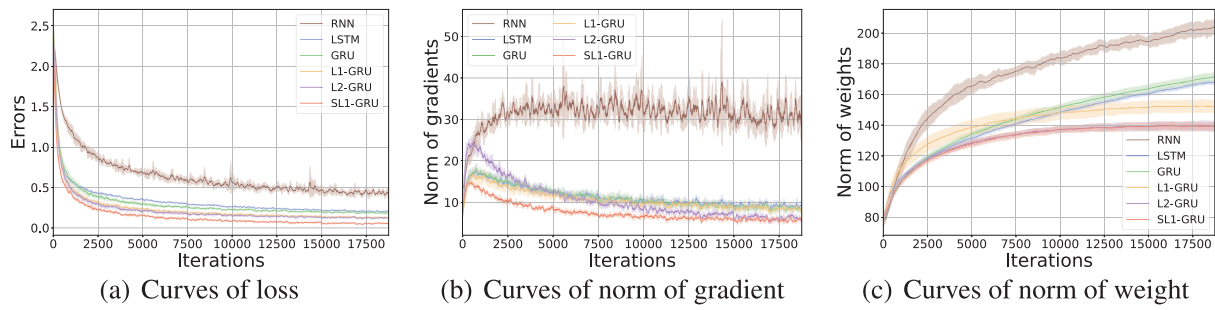 2.5
2.0
1.5
1.0
0.5
0.0
Errors
RNN
LSTM
GRU
L1-GRU
L2-GRU
SL1-GRU
0 2500 5000 7500 10000 12500 15000 17500
Iterations
(a) Curves of loss
50
40
30
20
10
Norm of gradients
RNN L1-GRU
LSTM L2-GRU
GRU SL1-GRU
0 2500 5000 7500 10000 12500 15000 17500
Iterations
(b) Curves of norm of gradient
200
180
160
140
120
100
80
Norm of weights
RNN
LSTM
GRU
L1-GRU
L2-GRU
SL1-GRU
0 2500 5000 7500 10000 12500 15000 17500
Iterations
(c) Curves of norm of weight